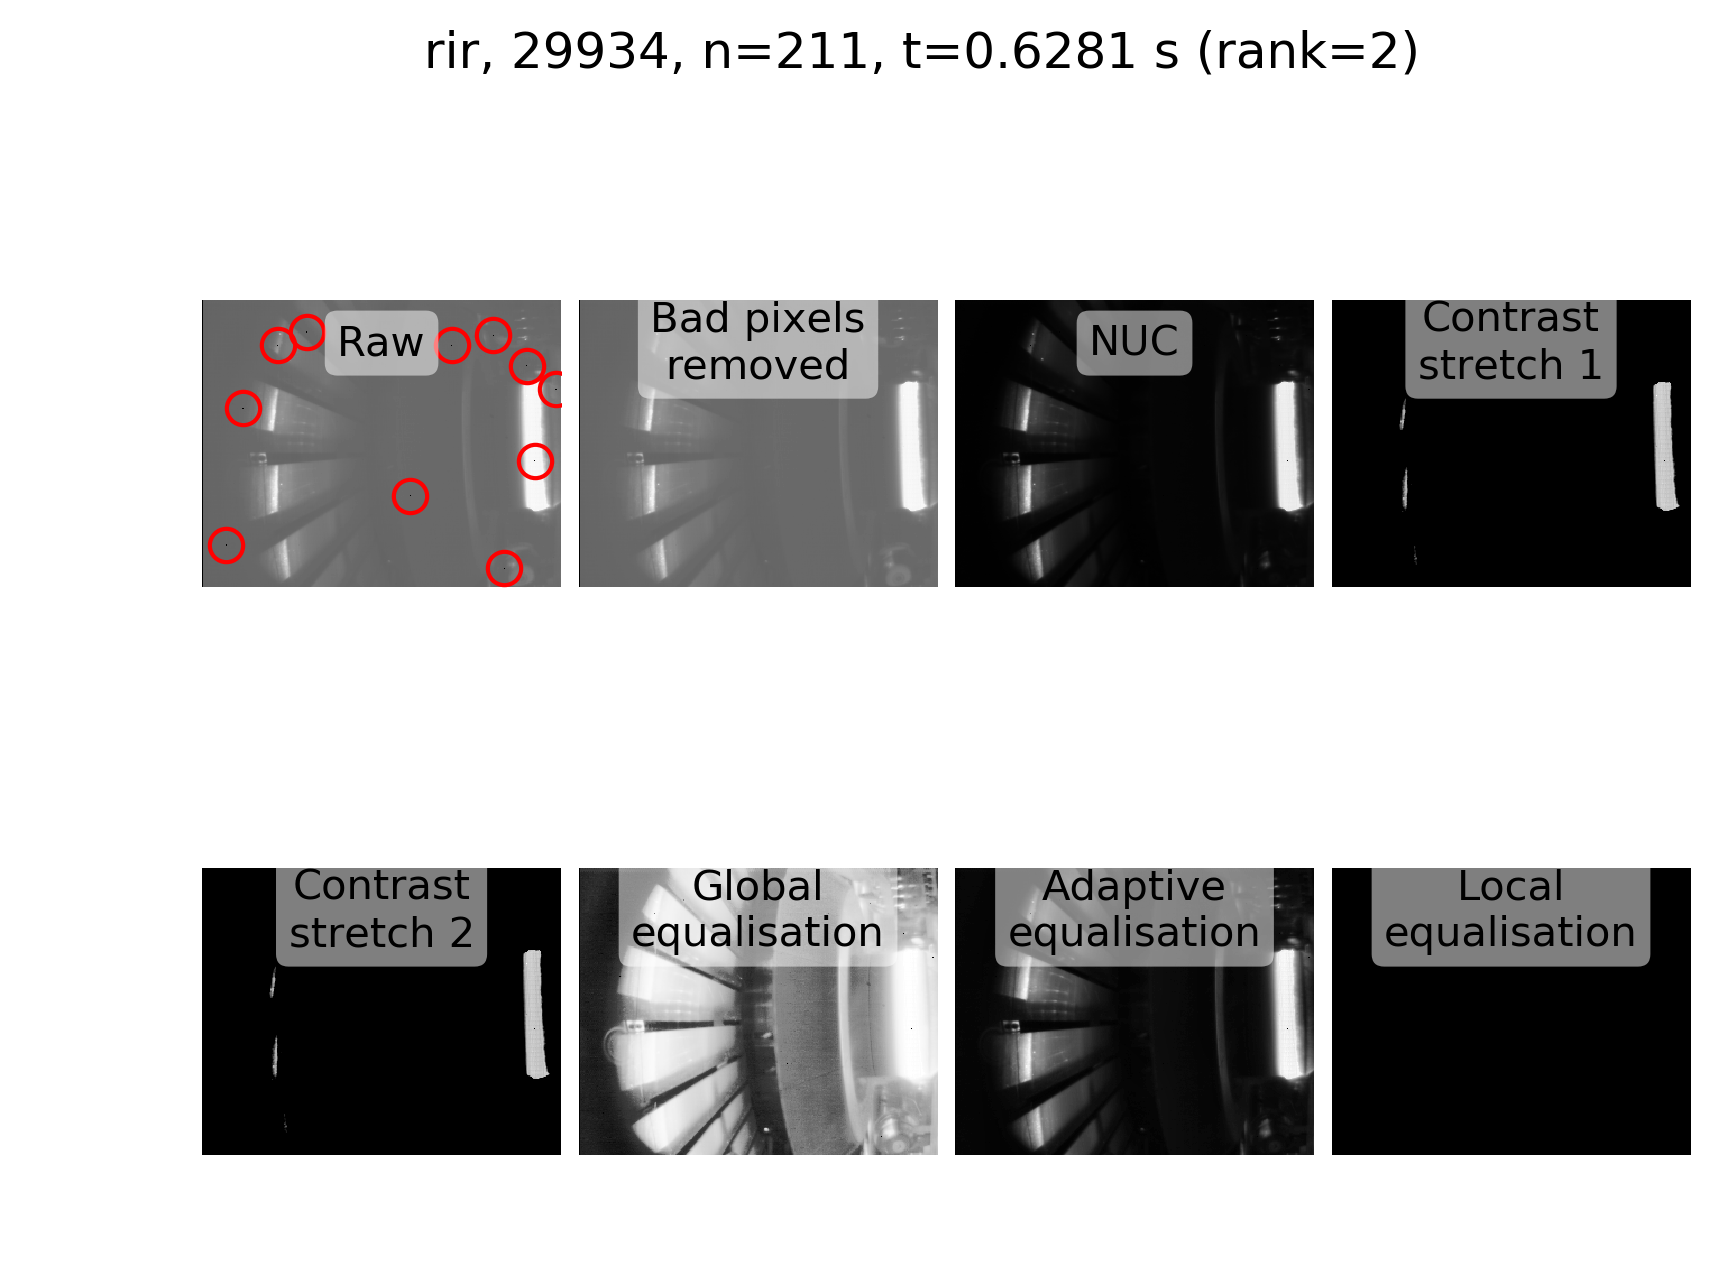 rir, 29934, n=211, t=0.6281 s (rank=2)
Raw
Bad pixels
removed
NUC
Contrast
stretch 1
Contrast
stretch 2
Global
equalisation
Adaptive
equalisation
Local
equalisation